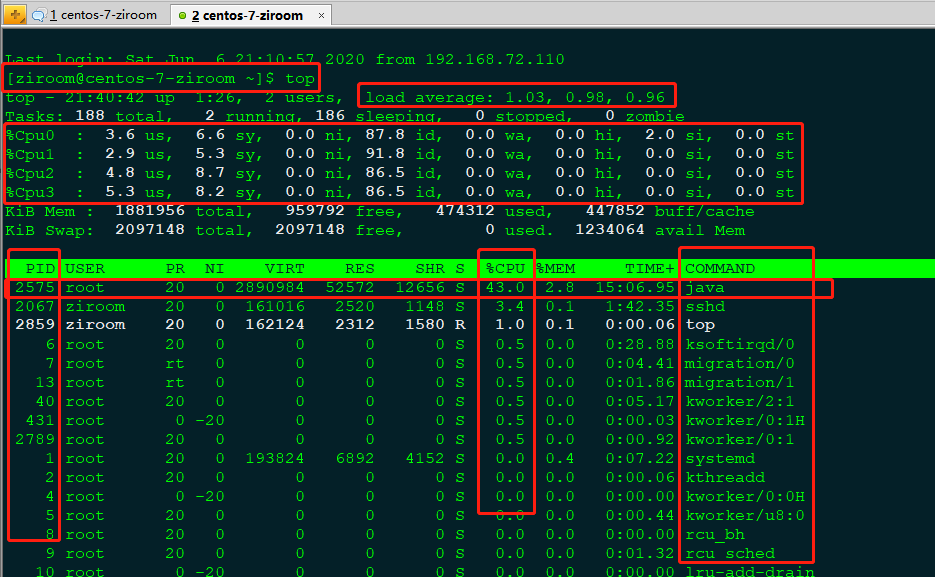 1 centos-7-ziroom 2 centos-7-ziroom ×
Last login: Sat Jun  6 21:10:57 2020 from 192.168.72.110
[ziroom@centos-7-ziroom ~]$ top
top - 21:40:42 up  1:26,  2 users,  load average: 1.03, 0.98, 0.96
Tasks: 188 total,   2 running, 186 sleeping,   0 stopped,   0 zombie
%Cpu0  :  3.6 us,  6.6 sy,  0.0 ni, 87.8 id,  0.0 wa,  0.0 hi,  2.0 si,  0.0 st
%Cpu1  :  2.9 us,  5.3 sy,  0.0 ni, 91.8 id,  0.0 wa,  0.0 hi,  0.0 si,  0.0 st
%Cpu2  :  4.8 us,  8.7 sy,  0.0 ni, 86.5 id,  0.0 wa,  0.0 hi,  0.0 si,  0.0 st
%Cpu3  :  5.3 us,  8.2 sy,  0.0 ni, 86.5 id,  0.0 wa,  0.0 hi,  0.0 si,  0.0 st
KiB Mem :  1881956 total,   959792 free,   474312 used,   447852 buff/cache
KiB Swap:  2097148 total,  2097148 free,        0 used.  1234064 avail Mem
PID USER      PR  NI    VIRT    RES    SHR S  %CPU %MEM     TIME+ COMMAND
2575 root      20   0 2890984  52572  12656 S  43.0  2.8  15:06.95 java
2067 ziroom    20   0  161016   2520   1148 S   3.4  0.1   1:42.35 sshd
2859 ziroom    20   0  162124   2312   1580 R   1.0  0.1   0:00.06 top
6 root      20   0       0      0      0 S   0.5  0.0   0:28.88 ksoftirqd/0
7 root      rt   0       0      0      0 S   0.5  0.0   0:04.41 migration/0
13 root      rt   0       0      0      0 S   0.5  0.0   0:01.86 migration/1
40 root      20   0       0      0      0 S   0.5  0.0   0:05.17 kworker/2:1
431 root       0 -20       0      0      0 S   0.5  0.0   0:00.03 kworker/0:1H
2789 root      20   0       0      0      0 S   0.5  0.0   0:00.92 kworker/0:1
1 root      20   0  193824   6892   4152 S   0.0  0.4   0:07.22 systemd
2 root      20   0       0      0      0 S   0.0  0.0   0:00.06 kthreadd
4 root       0 -20       0      0      0 S   0.0  0.0   0:00.00 kworker/0:0H
5 root      20   0       0      0      0 S   0.0  0.0   0:00.44 kworker/u8:0
8 root      20   0       0      0      0 S   0.0  0.0   0:00.00 rcu_bh
9 root      20   0       0      0      0 S   0.0  0.0   0:01.32 rcu_sched
10 root       0 -20       0      0      0 S   0.0  0.0   0:00.00 lru-add-drain